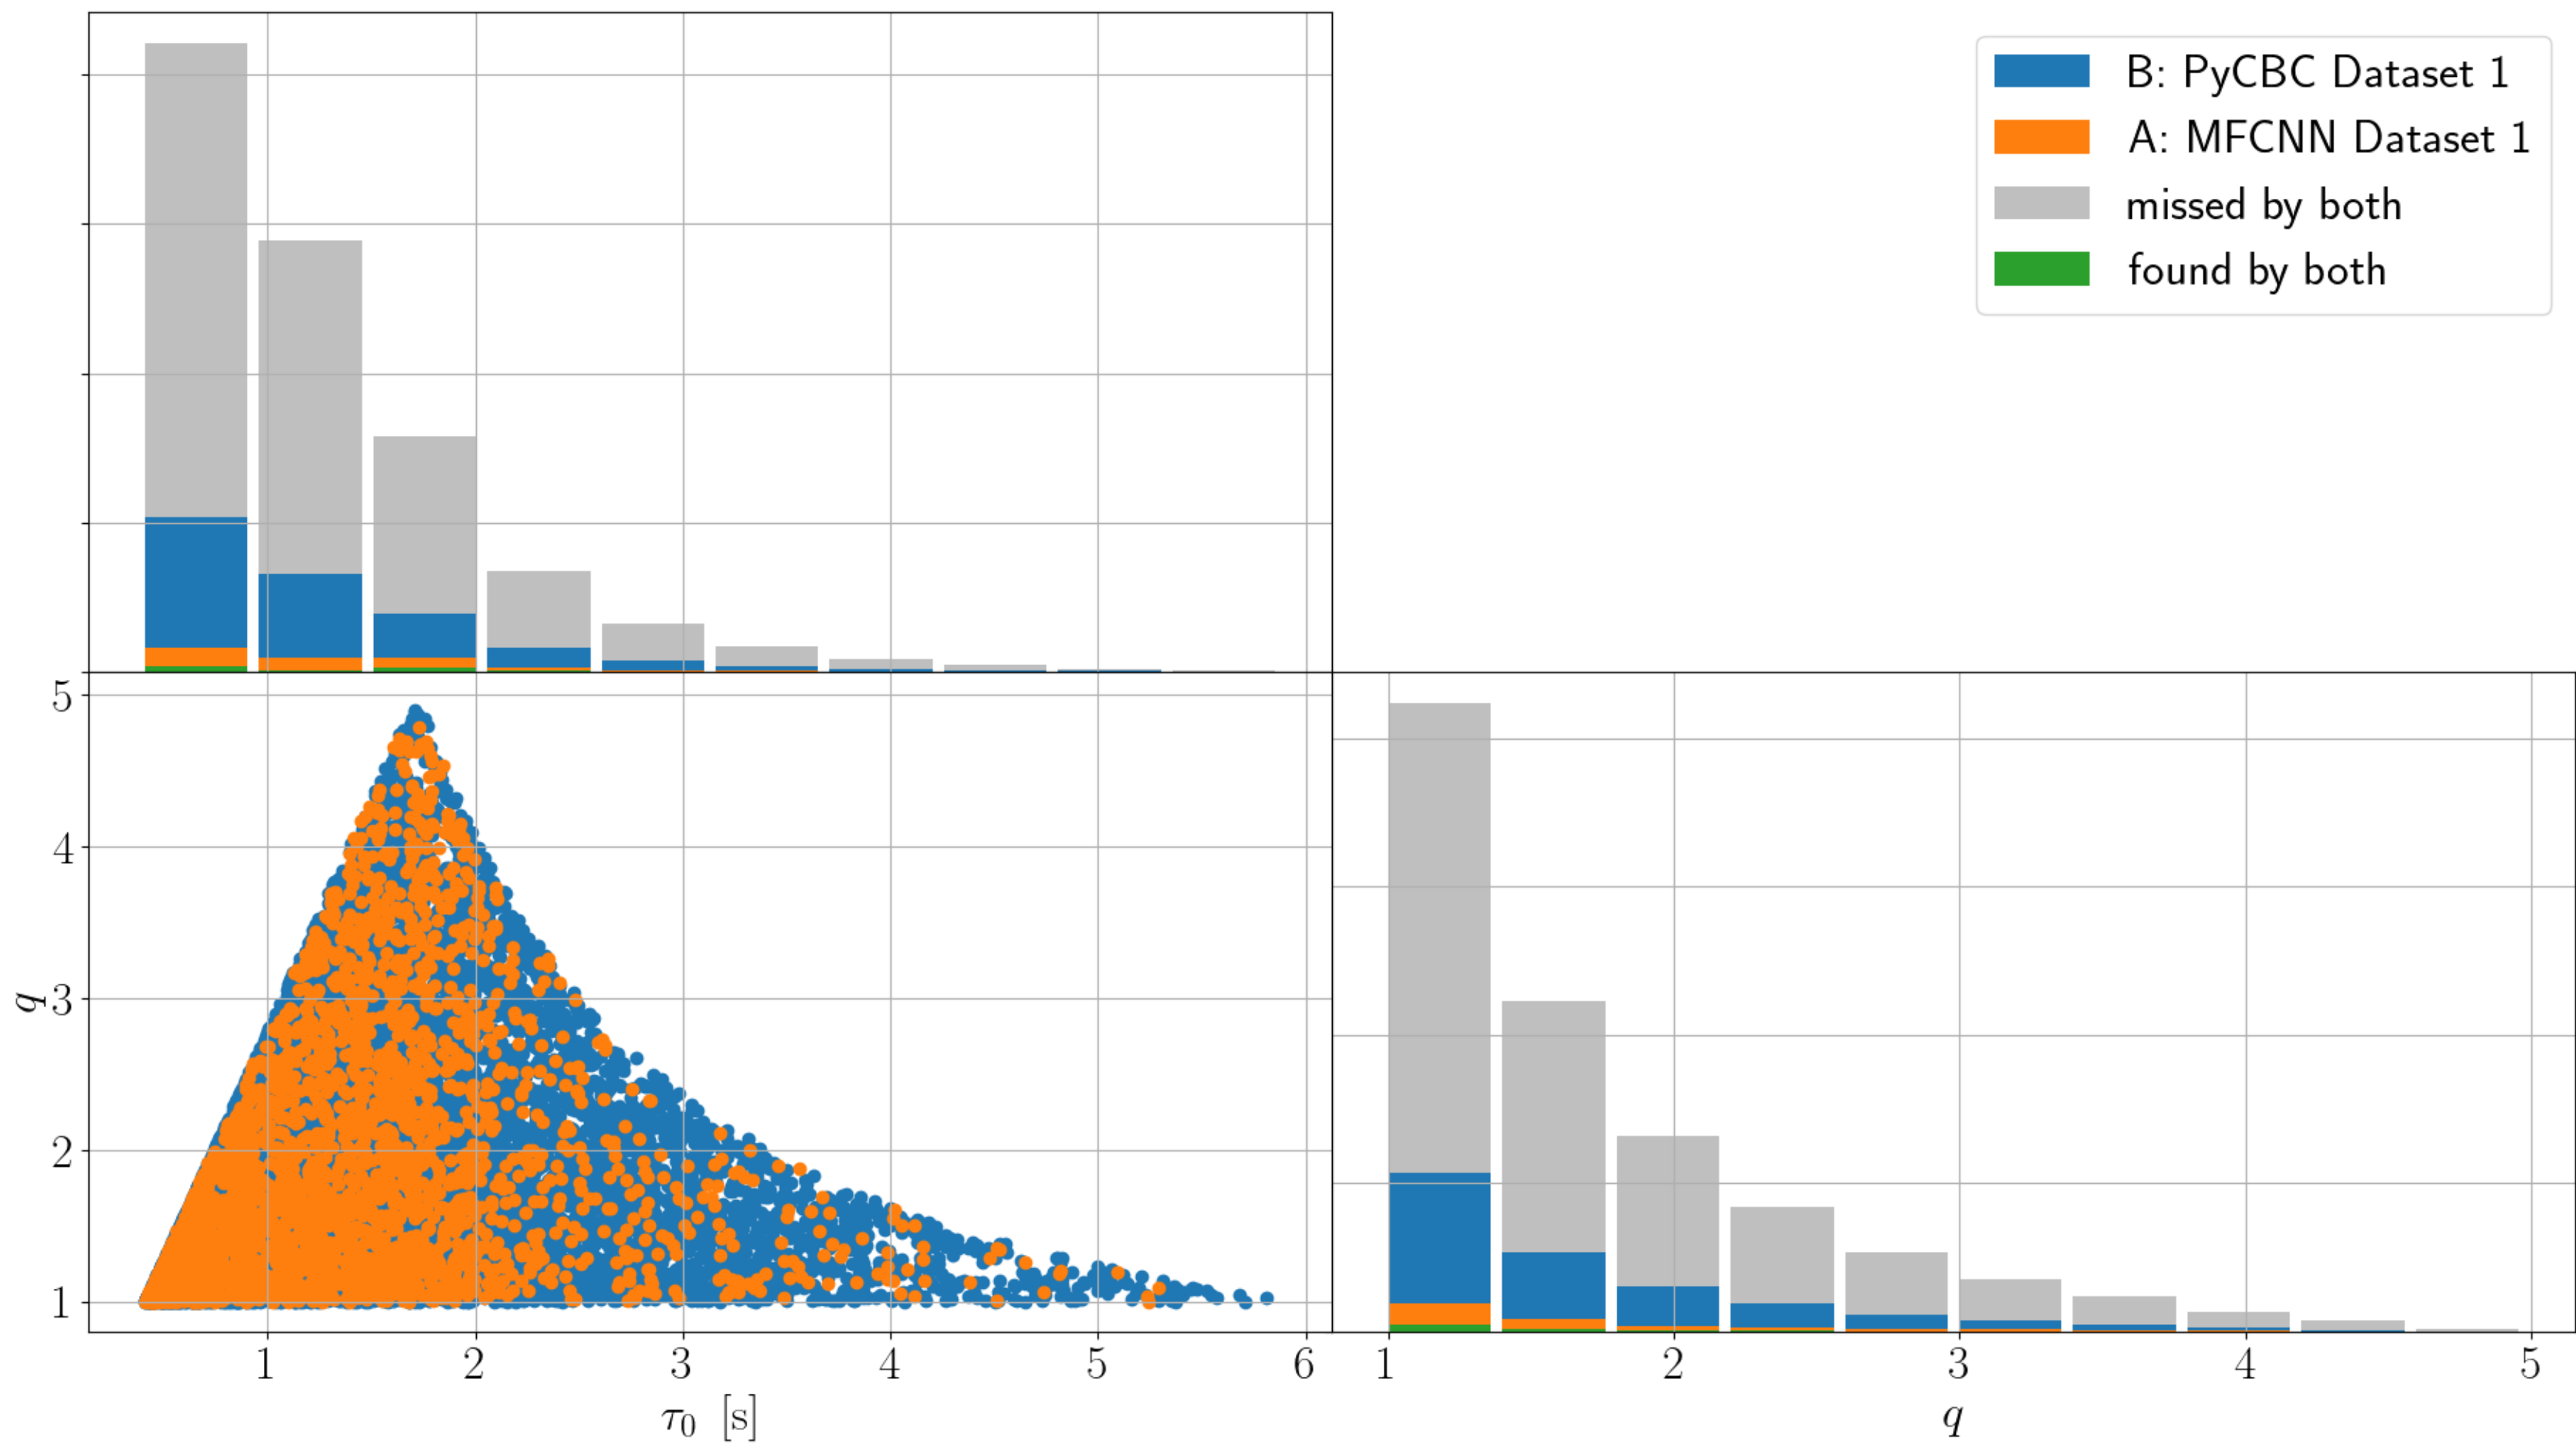 B: PyCBC Dataset 1
A: MFCNN Dataset 1
missed by both
found by both
5
4
3
2
1
q
1 2 3 4 5 6
τ₀ [s]
1 2 3 4 5
q